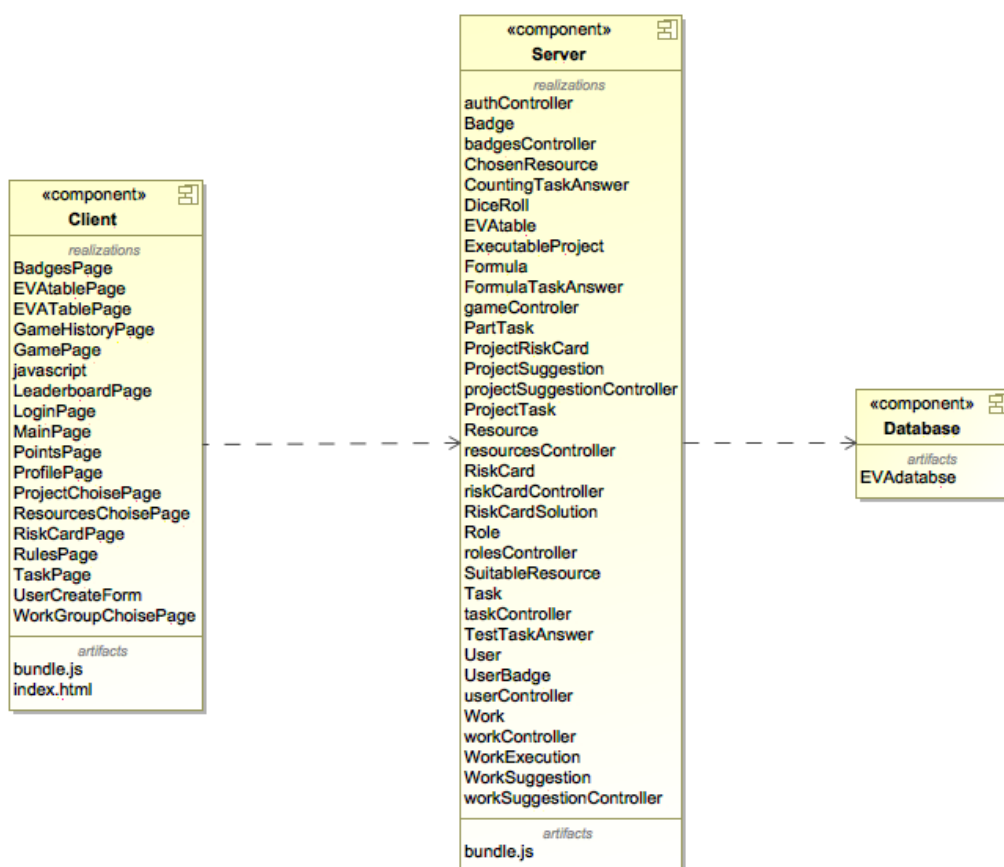 «component»
Client
realizations
BadgesPage
EVAtablePage
EVATablePage
GameHistoryPage
GamePage
javascript
LeaderboardPage
LoginPage
MainPage
PointsPage
ProfilePage
ProjectChoisePage
ResourcesChoisePage
RiskCardPage
RulesPage
TaskPage
UserCreateForm
WorkGroupChoisePage
artifacts
bundle.js
index.html
«component»
Server
realizations
authController
Badge
badgesController
ChosenResource
CountingTaskAnswer
DiceRoll
EVAtable
ExecutableProject
Formula
FormulaTaskAnswer
gameControler
PartTask
ProjectRiskCard
ProjectSuggestion
projectSuggestionController
ProjectTask
Resource
resourcesController
RiskCard
riskCardController
RiskCardSolution
Role
rolesController
SuitableResource
Task
taskController
TestTaskAnswer
User
UserBadge
userController
Work
workController
WorkExecution
WorkSuggestion
workSuggestionController
artifacts
bundle.js
«component»
Database
artifacts
EVAdatabse